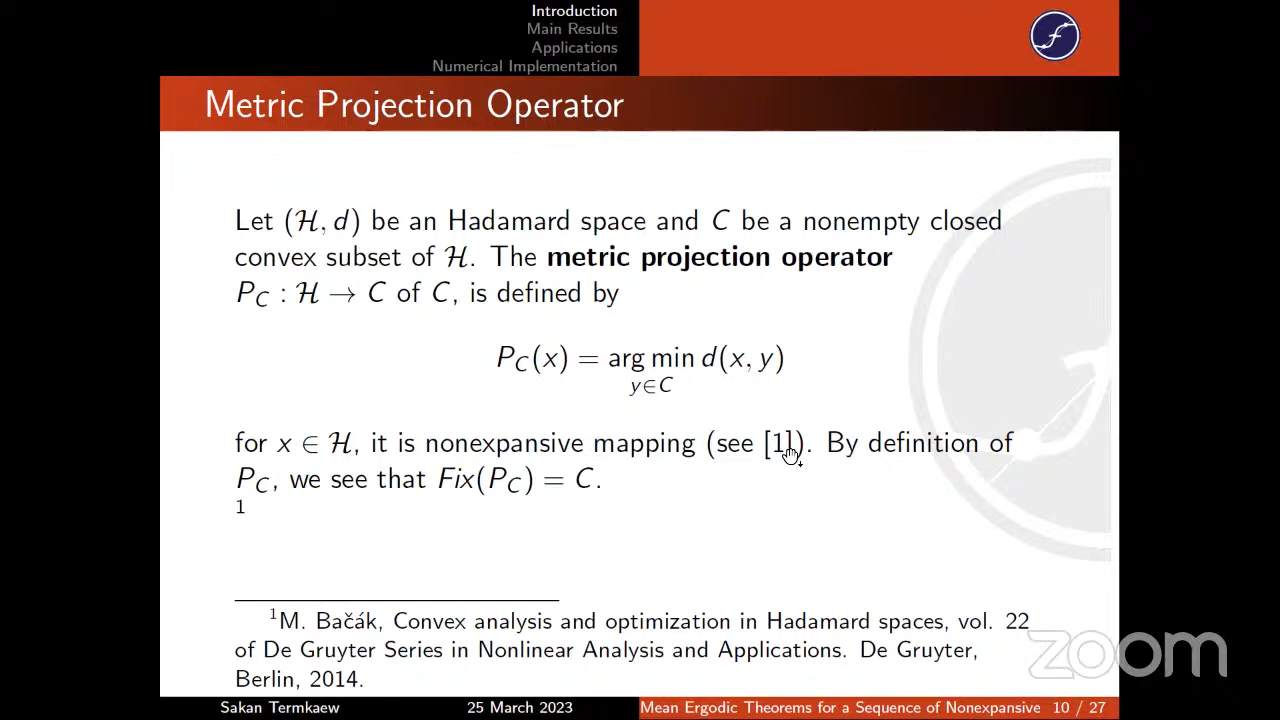 Introduction
Main Results
Applications
Numerical Implementation
Metric Projection Operator
Let (ℋ, d) be an Hadamard space and C be a nonempty closed
convex subset of ℋ. The metric projection operator
P_C : ℋ → C of C, is defined by
P_C(x) = arg min d(x, y)
y∈C
for x ∈ ℋ, it is nonexpansive mapping (see [1]). By definition of
P_C, we see that Fix(P_C) = C.
1
¹M. Bačák, Convex analysis and optimization in Hadamard spaces, vol. 22
of De Gruyter Series in Nonlinear Analysis and Applications. De Gruyter,
Berlin, 2014.
zoom
Sakan Termkaew 25 March 2023 Mean Ergodic Theorems for a Sequence of Nonexpansive 10 / 27